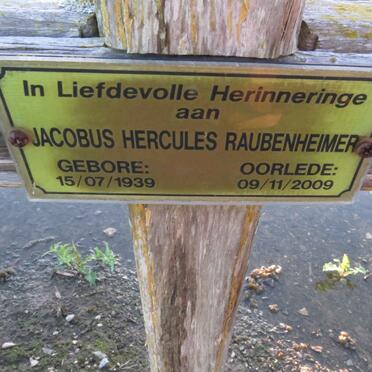 In Liefdevolle Herinneringe
aan
JACOBUS HERCULES RAUBENHEIMER
GEBORE: OORLEDE:
15/07/1939 09/11/2009